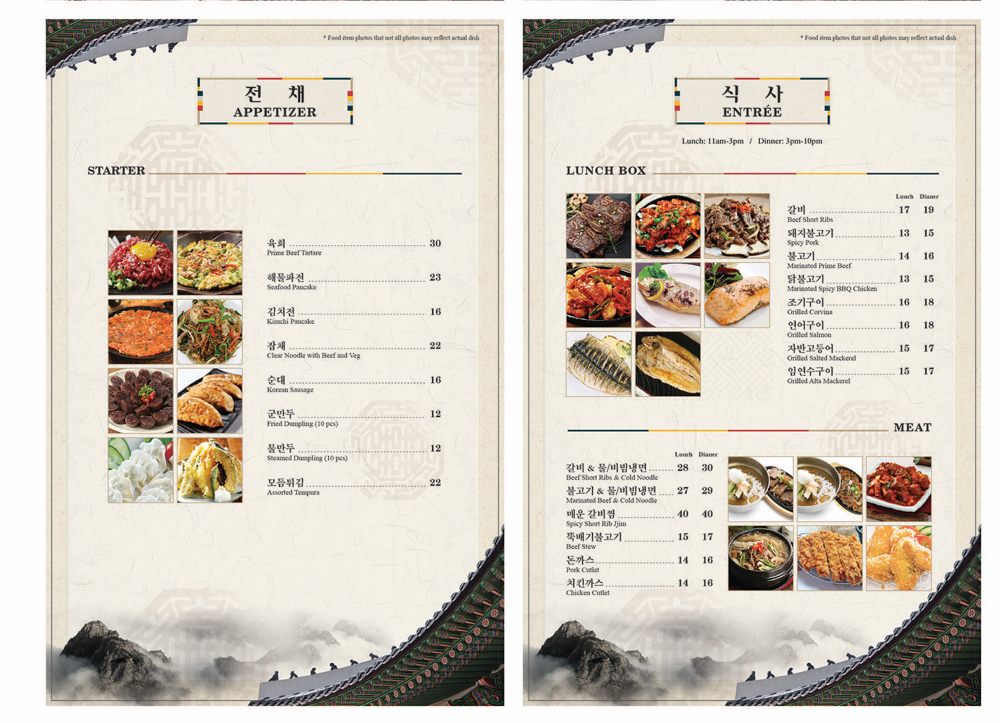 * Food item photos that not all photos may reflect actual dish
전 채
APPETIZER
STARTER
육회 30
Prime Beef Tartare
해물파전 23
Seafood Pancake
김치전 16
Kimchi Pancake
잡채 22
Clear Noodle with Beef and Veg
순대 16
Korean Sausage
군만두 12
Fried Dumpling (10 pcs)
물만두 12
Steamed Dumpling (10 pcs)
모듬튀김 22
Assorted Tempura
* Food item photos that not all photos may reflect actual dish
식 사
ENTRÉE
Lunch: 11am-3pm / Dinner: 3pm-10pm
LUNCH BOX
Lunch Dinner
갈비 17 19
Beef Short Ribs
돼지불고기 13 15
Spicy Pork
불고기 14 16
Marinated Prime Beef
닭불고기 13 15
Marinated Spicy BBQ Chicken
조기구이 16 18
Grilled Corvina
연어구이 16 18
Grilled Salmon
자반고등어 15 17
Grilled Salted Mackerel
임연수구이 15 17
Grilled Alta Mackerel
MEAT
Lunch Dinner
갈비 & 물/비빔냉면 28 30
Beef Short Ribs & Cold Noodle
불고기 & 물/비빔냉면 27 29
Marinated Beef & Cold Noodle
매운 갈비찜 40 40
Spicy Short Rib Jjim
뚝배기불고기 15 17
Beef Stew
돈까스 14 16
Pork Cutlet
치킨까스 14 16
Chicken Cutlet